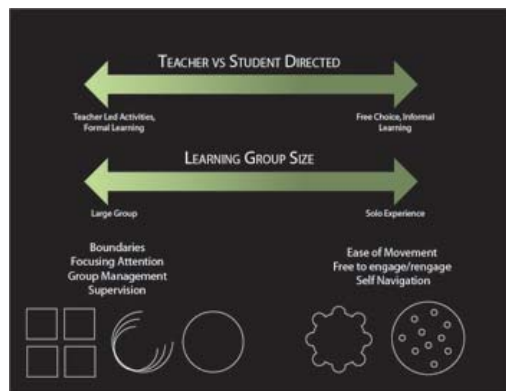 TEACHER VS STUDENT DIRECTED
Teacher Led Activities,
Formal Learning
Free Choice, Informal
Learning
LEARNING GROUP SIZE
Large Group
Solo Experience
Boundaries
Focusing Attention
Group Management
Supervision
Ease of Movement
Free to engage/rengage
Self Navigation